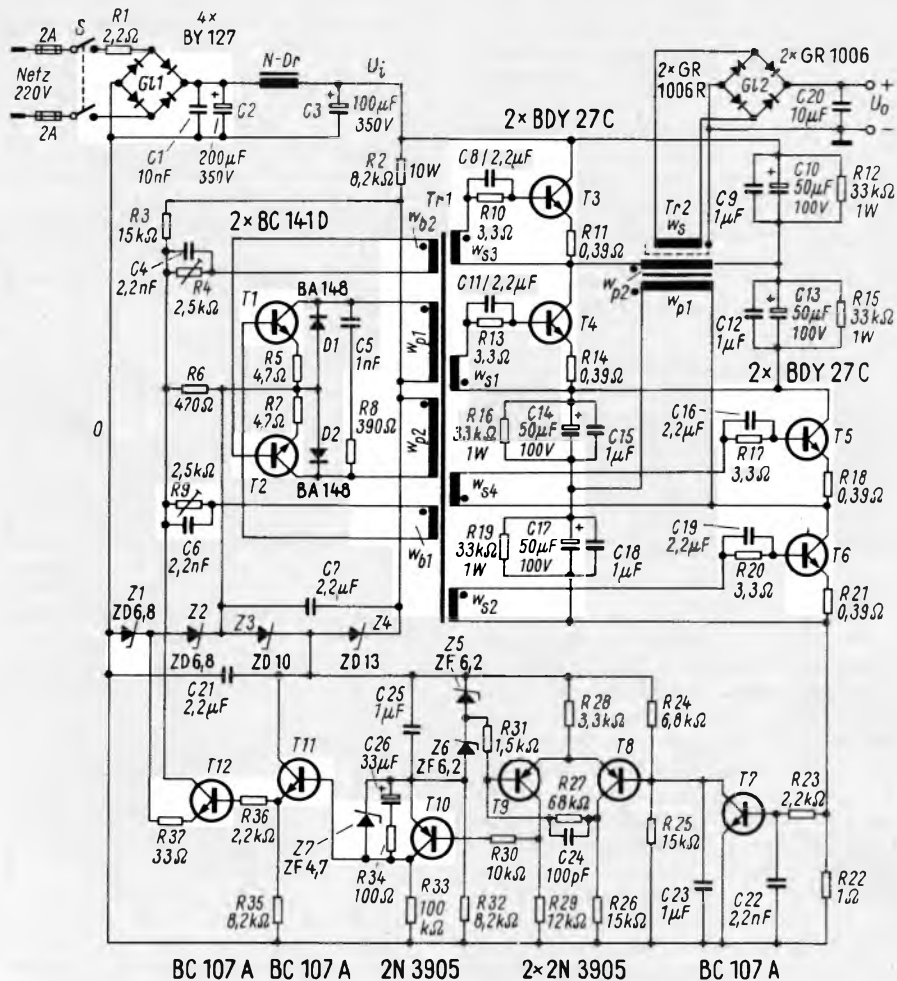 2A
S
R1
2,2Ω
4×
BY 127
Gl1
Netz
220V
2A
N-Dr
Ui
C1
10nF
C2
200µF
350V
C3
100µF
350V
R2
8,2kΩ
10W
2× BDY 27C
2× GR
1006 R
2× GR 1006
Gl2
C20
10µF
+
Uo
−
C8/2,2µF
R10
3,3Ω
T3
R11
0,39Ω
Tr1
wb2
ws3
Tr2
ws
wp2
wp1
C9
1µF
C10
50µF
100V
R12
33kΩ
1W
R3
15kΩ
C4
2,2nF
R4
2,5kΩ
2× BC 141 D
BA 148
T1
D1
C5
1nF
wp1
C11/2,2µF
R13
3,3Ω
T4
R14
0,39Ω
ws1
C12
1µF
C13
50µF
100V
R15
33kΩ
1W
2× BDY 27C
R5
4,7Ω
R6
470Ω
R7
4,7Ω
D2
R8
390Ω
wp2
T2
BA 148
0
R16
33kΩ
1W
C14
50µF
100V
C15
1µF
C16
2,2µF
R17
3,3Ω
T5
R18
0,39Ω
ws4
2,5kΩ
R9
C6
2,2nF
wb1
R19
33kΩ
1W
C17
50µF
100V
C18
1µF
C19
2,2µF
R20
3,3Ω
T6
R21
0,39Ω
ws2
Z1
ZD6,8
Z2
ZD6,8
Z3
ZD10
Z4
ZD13
C7
2,2µF
C21
2,2µF
Z5
ZF 6,2
C25
1µF
Z6
ZF 6,2
R31
1,5kΩ
R28
3,3kΩ
R24
6,8kΩ
C26
33µF
T11
T12
T10
T9
T8
T7
R27
68kΩ
C24
100pF
R23
2,2kΩ
R25
15kΩ
R37
33Ω
R36
2,2kΩ
Z7
ZF4,7
R34
100Ω
R30
10kΩ
R35
8,2kΩ
R33
100
kΩ
R32
8,2kΩ
R29
12kΩ
R26
15kΩ
C23
1µF
C22
2,2nF
R22
1Ω
BC 107 A
BC 107 A
2N 3905
2× 2N 3905
BC 107 A